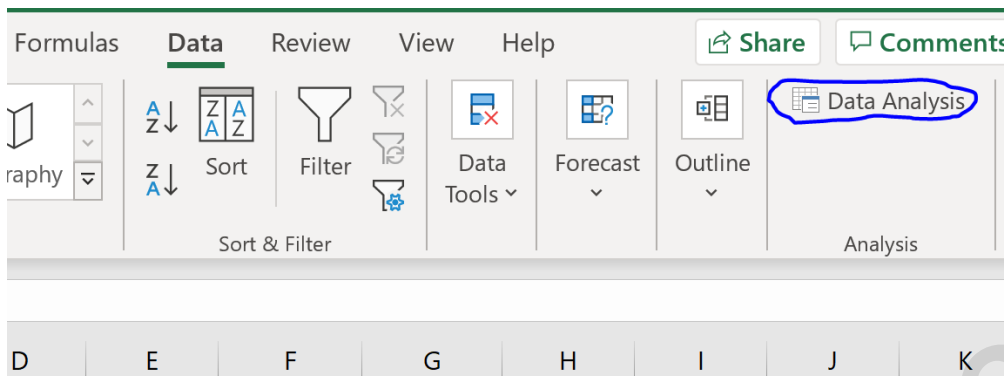 Formulas Data Review View Help Share Comments
Data Analysis
raphy Sort Filter Data Tools Forecast Outline
Sort & Filter Analysis
D E F G H I J K